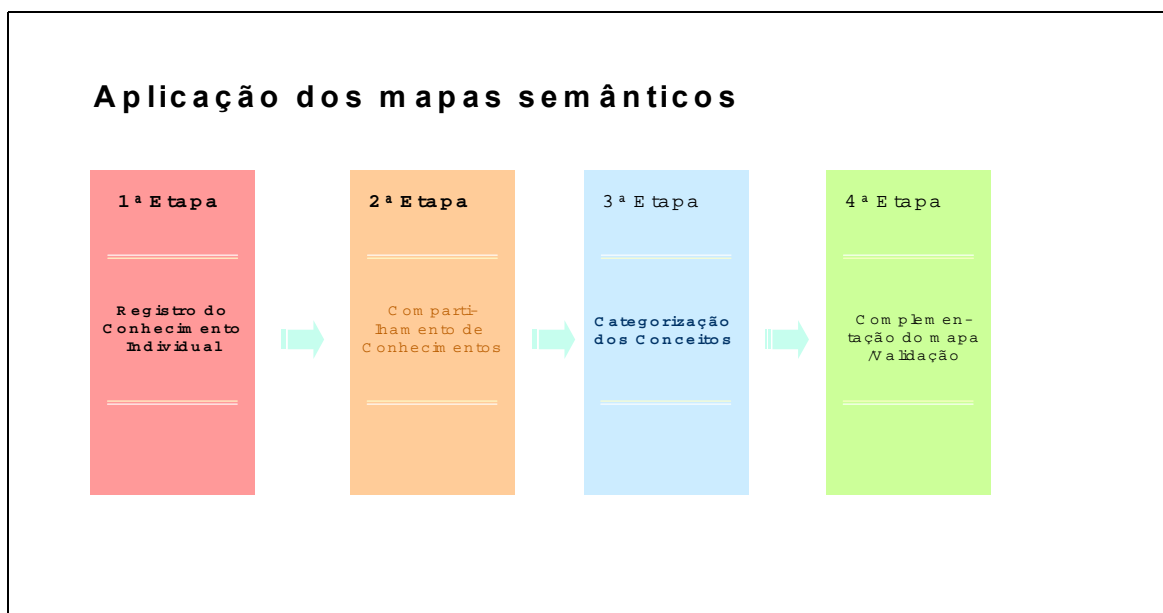 Aplicação dos mapas semânticos
1ª Etapa
Registro do
Conhecimento
Individual
2ª Etapa
Comparti-
lhamento de
Conhecimentos
3ª Etapa
Categorização
dos Conceitos
4ª Etapa
Complemen-
tação do mapa
/Validação